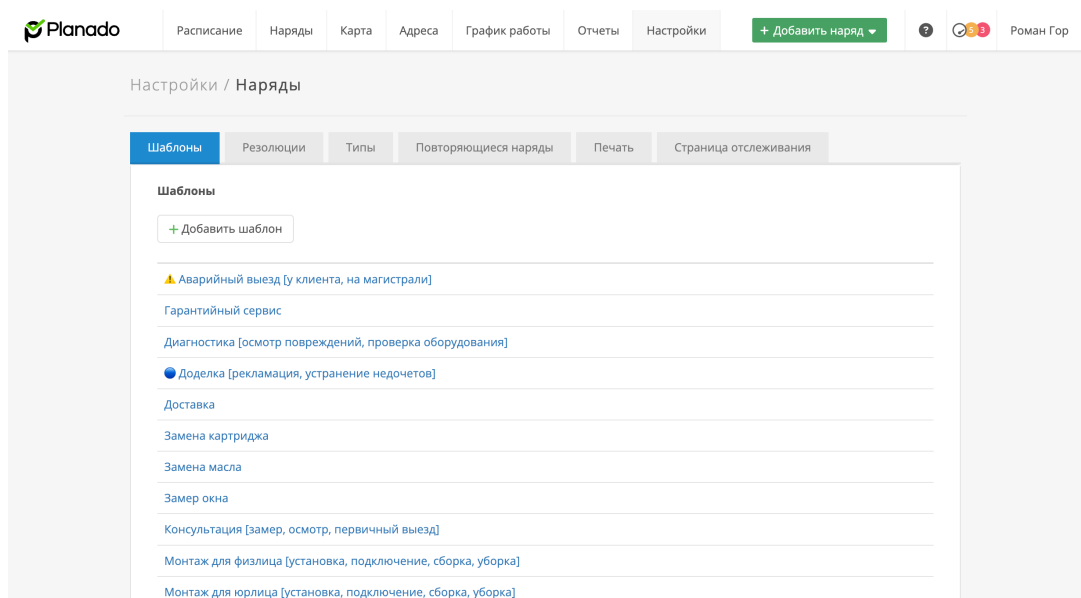 Planado Расписание Наряды Карта Адреса График работы Отчеты Настройки + Добавить наряд ? 5 3 Роман Гор
Настройки / Наряды
Шаблоны Резолюции Типы Повторяющиеся наряды Печать Страница отслеживания
Шаблоны
+ Добавить шаблон
Аварийный выезд [у клиента, на магистрали]
Гарантийный сервис
Диагностика [осмотр повреждений, проверка оборудования]
Доделка [рекламация, устранение недочетов]
Доставка
Замена картриджа
Замена масла
Замер окна
Консультация [замер, осмотр, первичный выезд]
Монтаж для физлица [установка, подключение, сборка, уборка]
Монтаж для юрлица [установка, подключение, сборка, уборка]